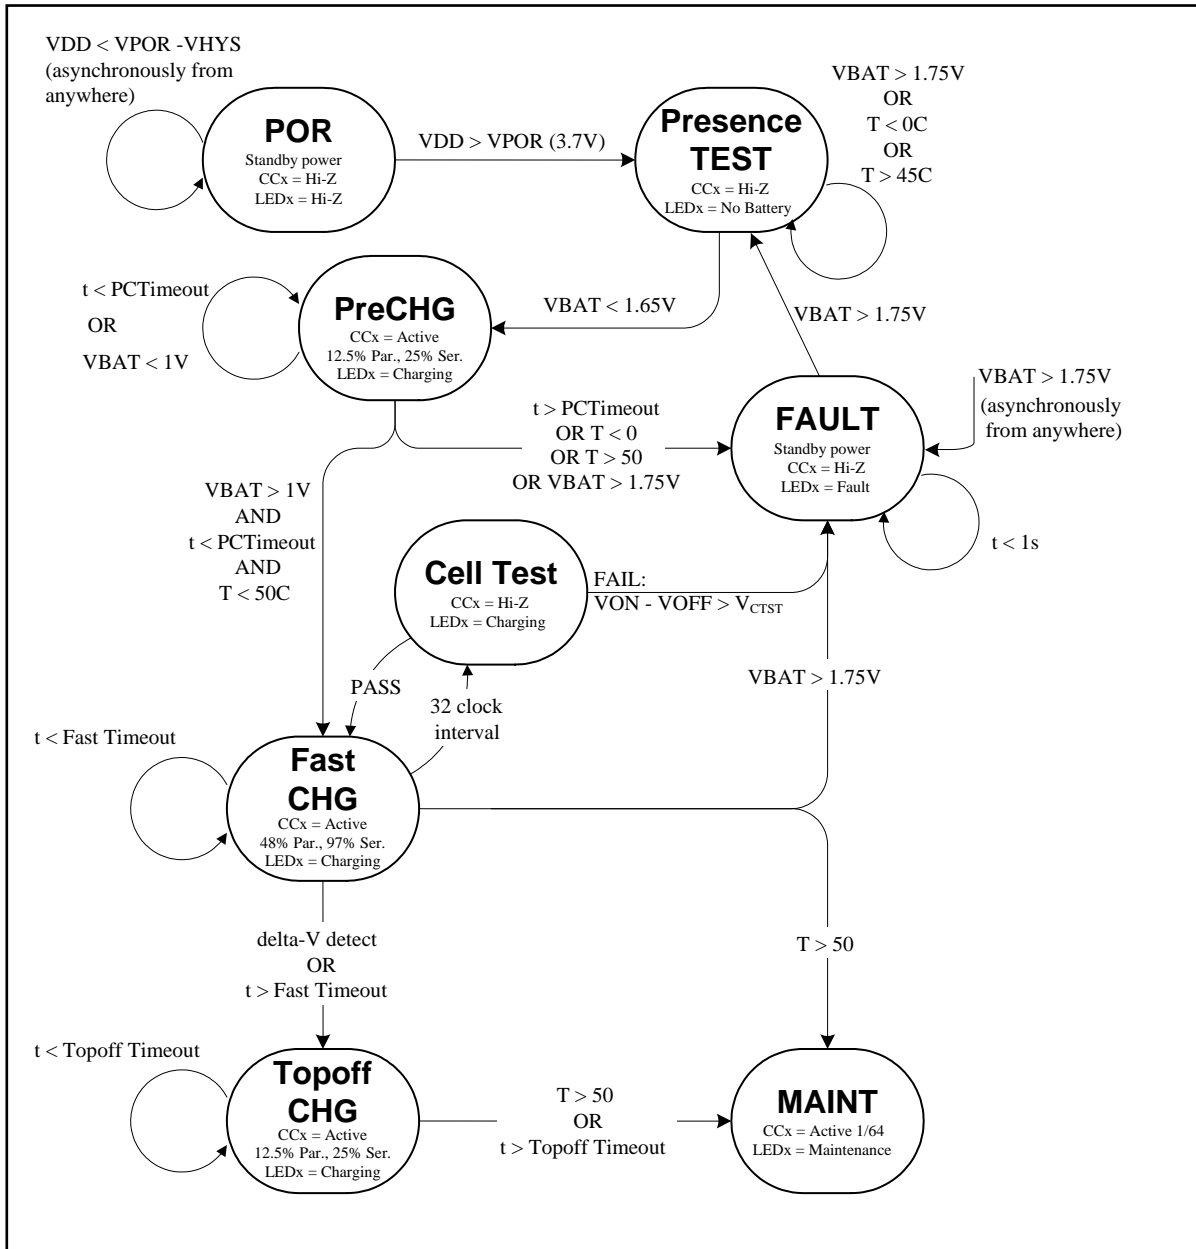 VDD < VPOR -VHYS
(asynchronously from
anywhere)
POR
Standby power
CCx = Hi-Z
LEDx = Hi-Z
VDD > VPOR (3.7V)
Presence
TEST
CCx = Hi-Z
LEDx = No Battery
VBAT > 1.75V
OR
T < 0C
OR
T > 45C
t < PCTimeout
OR
VBAT < 1V
PreCHG
CCx = Active
12.5% Par., 25% Ser.
LEDx = Charging
VBAT < 1.65V
VBAT > 1.75V
VBAT > 1.75V
(asynchronously
from anywhere)
t > PCTimeout
OR T < 0
OR T > 50
OR VBAT > 1.75V
FAULT
Standby power
CCx = Hi-Z
LEDx = Fault
t < 1s
VBAT > 1V
AND
t < PCTimeout
AND
T < 50C
Cell Test
CCx = Hi-Z
LEDx = Charging
FAIL:
VON - VOFF > VCTST
PASS
32 clock
interval
VBAT > 1.75V
t < Fast Timeout
Fast
CHG
CCx = Active
48% Par., 97% Ser.
LEDx = Charging
delta-V detect
OR
t > Fast Timeout
T > 50
t < Topoff Timeout
Topoff
CHG
CCx = Active
12.5% Par., 25% Ser.
LEDx = Charging
T > 50
OR
t > Topoff Timeout
MAINT
CCx = Active 1/64
LEDx = Maintenance